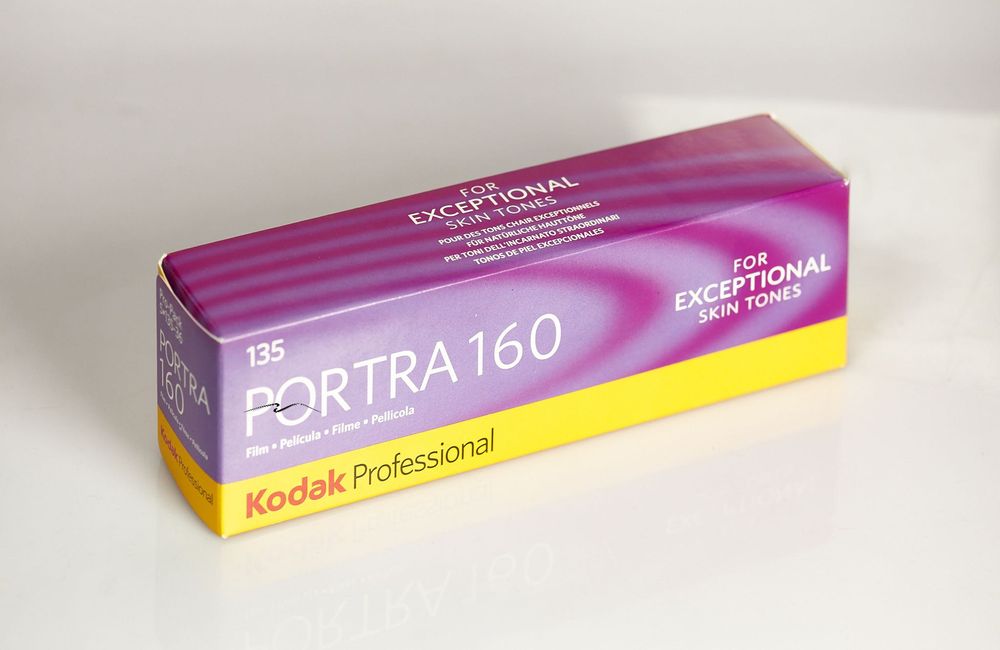 FOR
EXCEPTIONAL
SKIN TONES
POUR DES TONS CHAIR EXCEPTIONNELS
FÜR NATÜRLICHE HAUTTÖNE
PER TONI DELL'INCARNATO STRAORDINARI
TONOS DE PIEL EXCEPCIONALES
FOR
EXCEPTIONAL
SKIN TONES
135
PORTRA 160
Film • Película • Filme • Pellicola
Kodak Professional
PORTRA
160
Kodak Professional